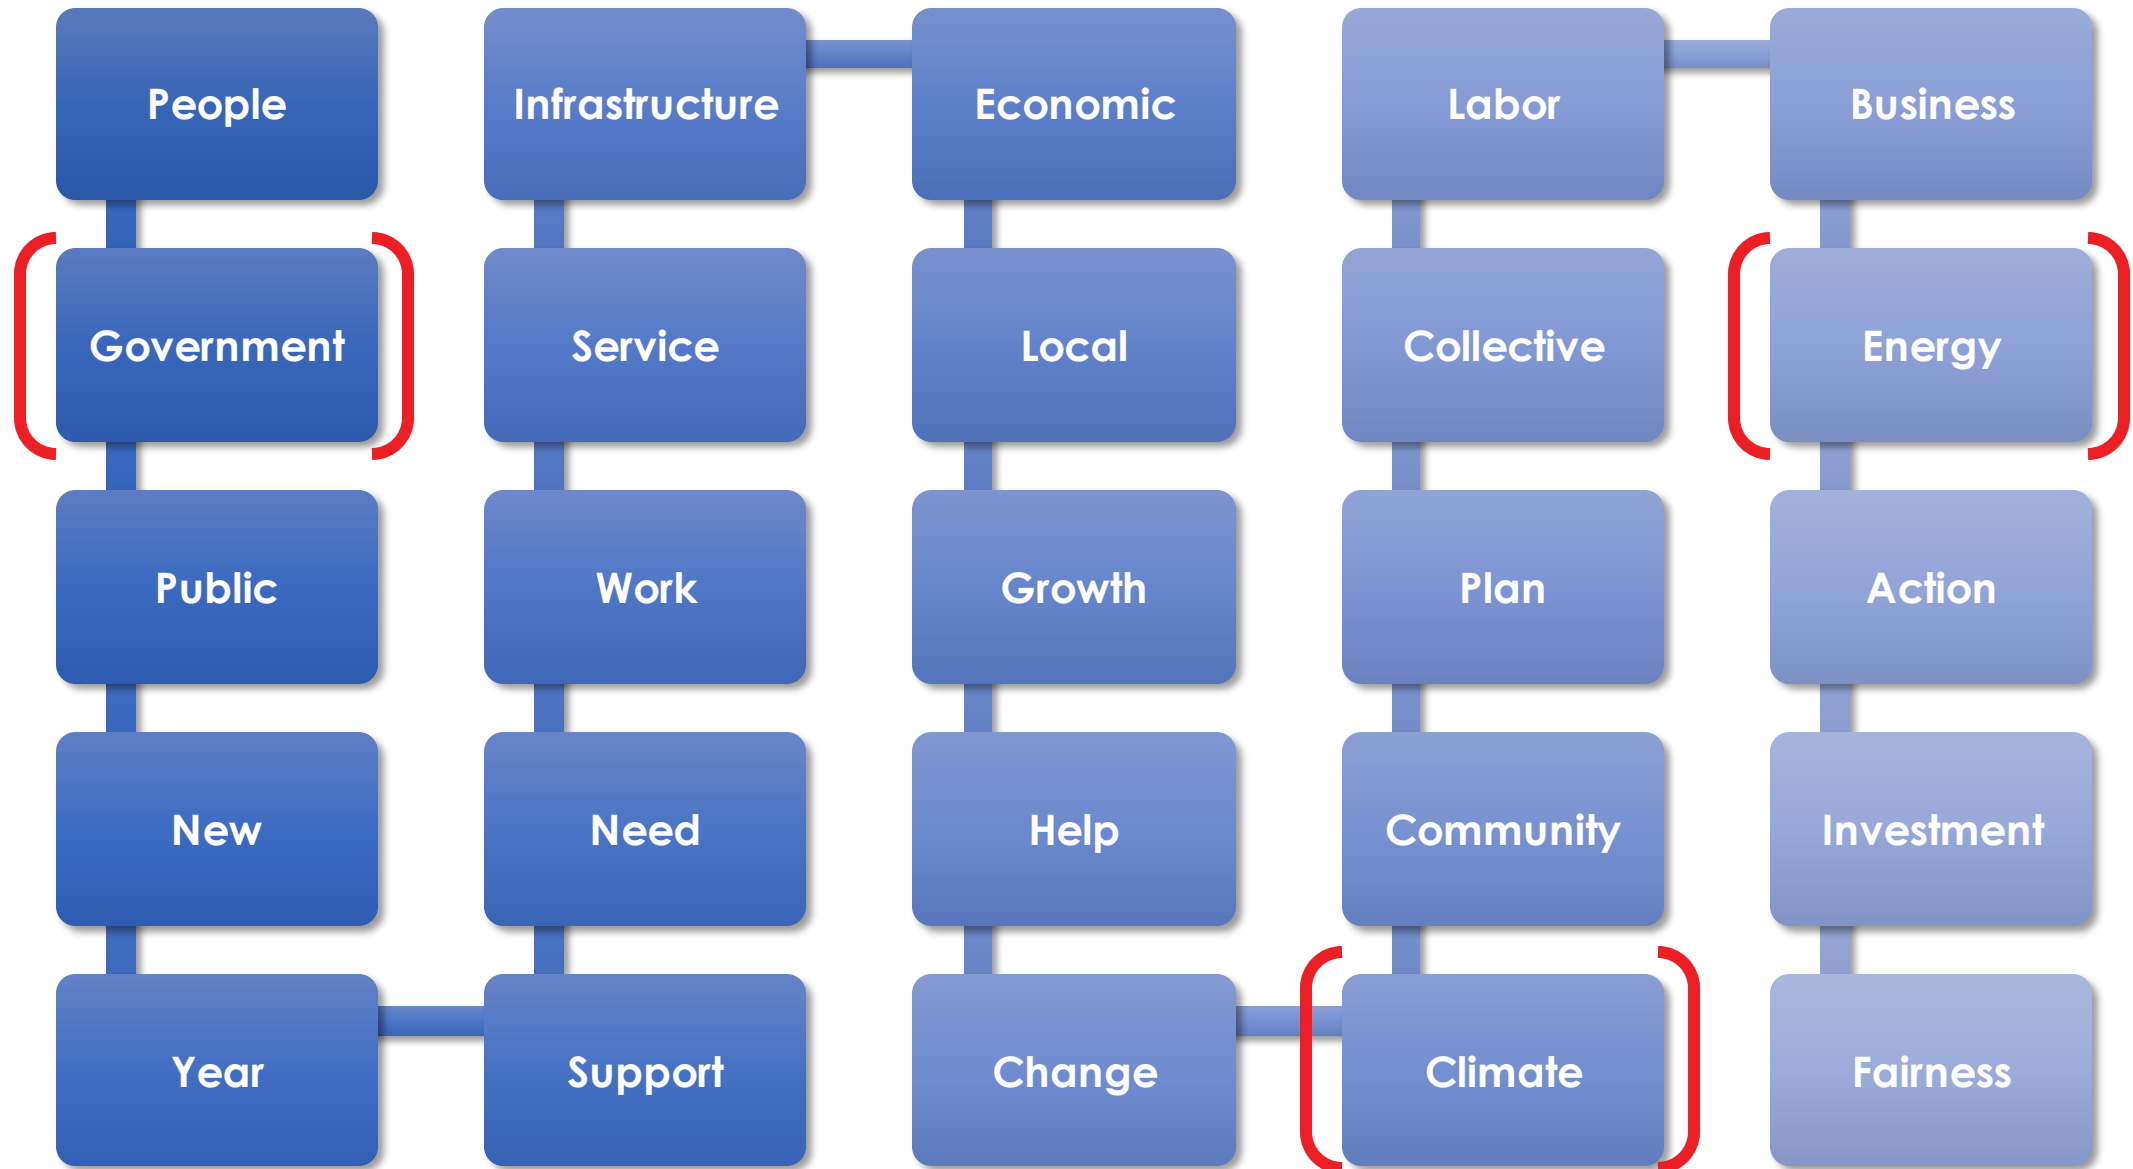 People
Government
Public
New
Year
Support
Need
Work
Service
Infrastructure
Economic
Local
Growth
Help
Change
Climate
Community
Plan
Collective
Labor
Business
Energy
Action
Investment
Fairness